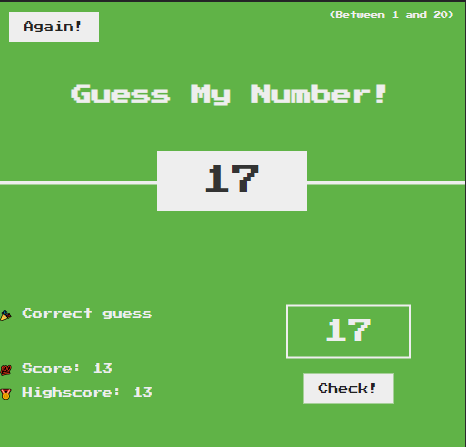 Again!
(Between 1 and 20)
Guess My Number!
17
Correct guess
17
Score: 13
Check!
Highscore: 13